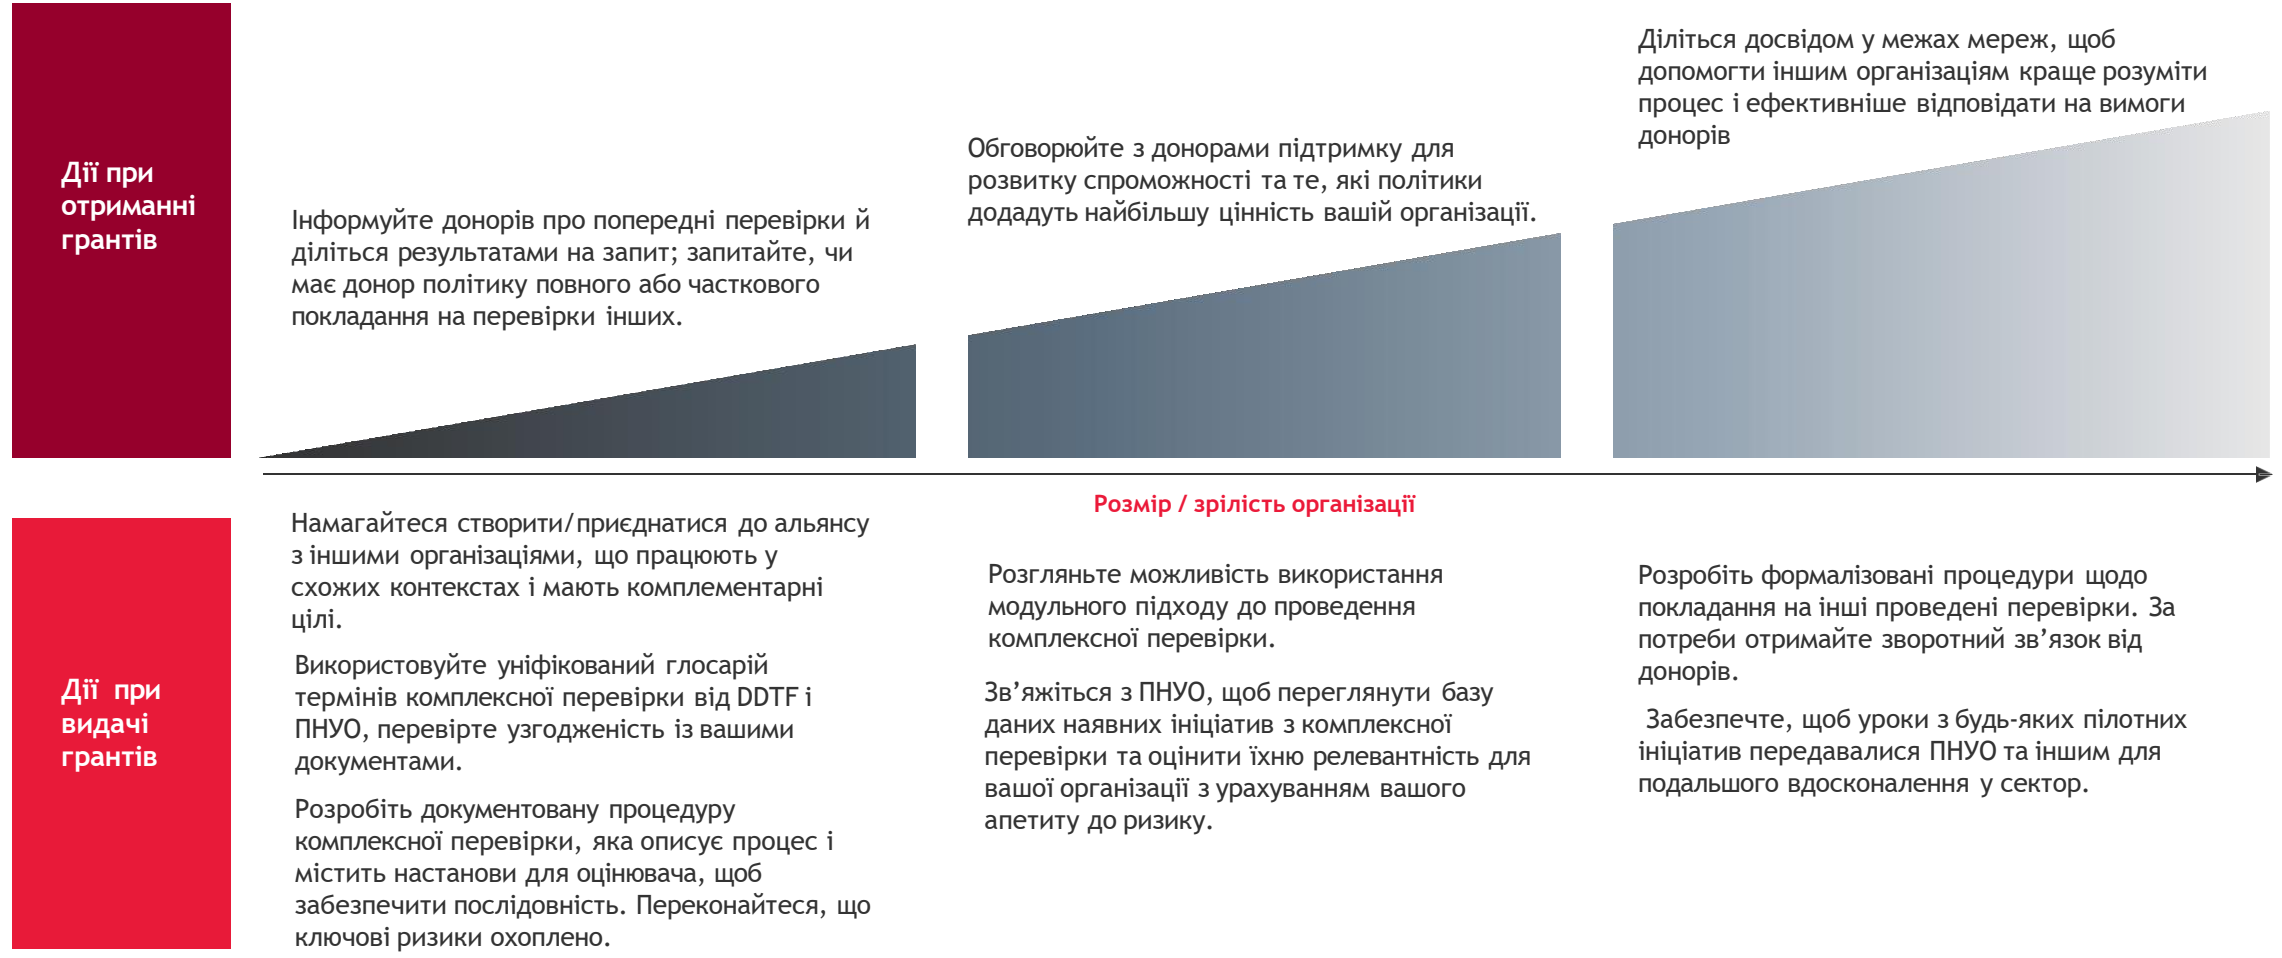 Дії при
отриманні
грантів
Інформуйте донорів про попередні перевірки й
діліться результатами на запит; запитайте, чи
має донор політику повного або часткового
покладання на перевірки інших.
Обговорюйте з донорами підтримку для
розвитку спроможності та те, які політики
додадуть найбільшу цінність вашій організації.
Діліться досвідом у межах мереж, щоб
допомогти іншим організаціям краще розуміти
процес і ефективніше відповідати на вимоги
донорів
Розмір / зрілість організації
Дії при
видачі
грантів
Намагайтеся створити/приєднатися до альянсу
з іншими організаціями, що працюють у
схожих контекстах і мають комплементарні
цілі.
Використовуйте уніфікований глосарій
термінів комплексної перевірки від DDTF і
ПНУО, перевірте узгодженість із вашими
документами.
Розробіть документовану процедуру
комплексної перевірки, яка описує процес і
містить настанови для оцінювача, щоб
забезпечити послідовність. Переконайтеся, що
ключові ризики охоплено.
Розгляньте можливість використання
модульного підходу до проведення
комплексної перевірки.
Зв’яжіться з ПНУО, щоб переглянути базу
даних наявних ініціатив з комплексної
перевірки та оцінити їхню релевантність для
вашої організації з урахуванням вашого
апетиту до ризику.
Розробіть формалізовані процедури щодо
покладання на інші проведені перевірки. За
потреби отримайте зворотний зв’язок від
донорів.
Забезпечте, щоб уроки з будь-яких пілотних
ініціатив передавалися ПНУО та іншим для
подальшого вдосконалення у сектор.